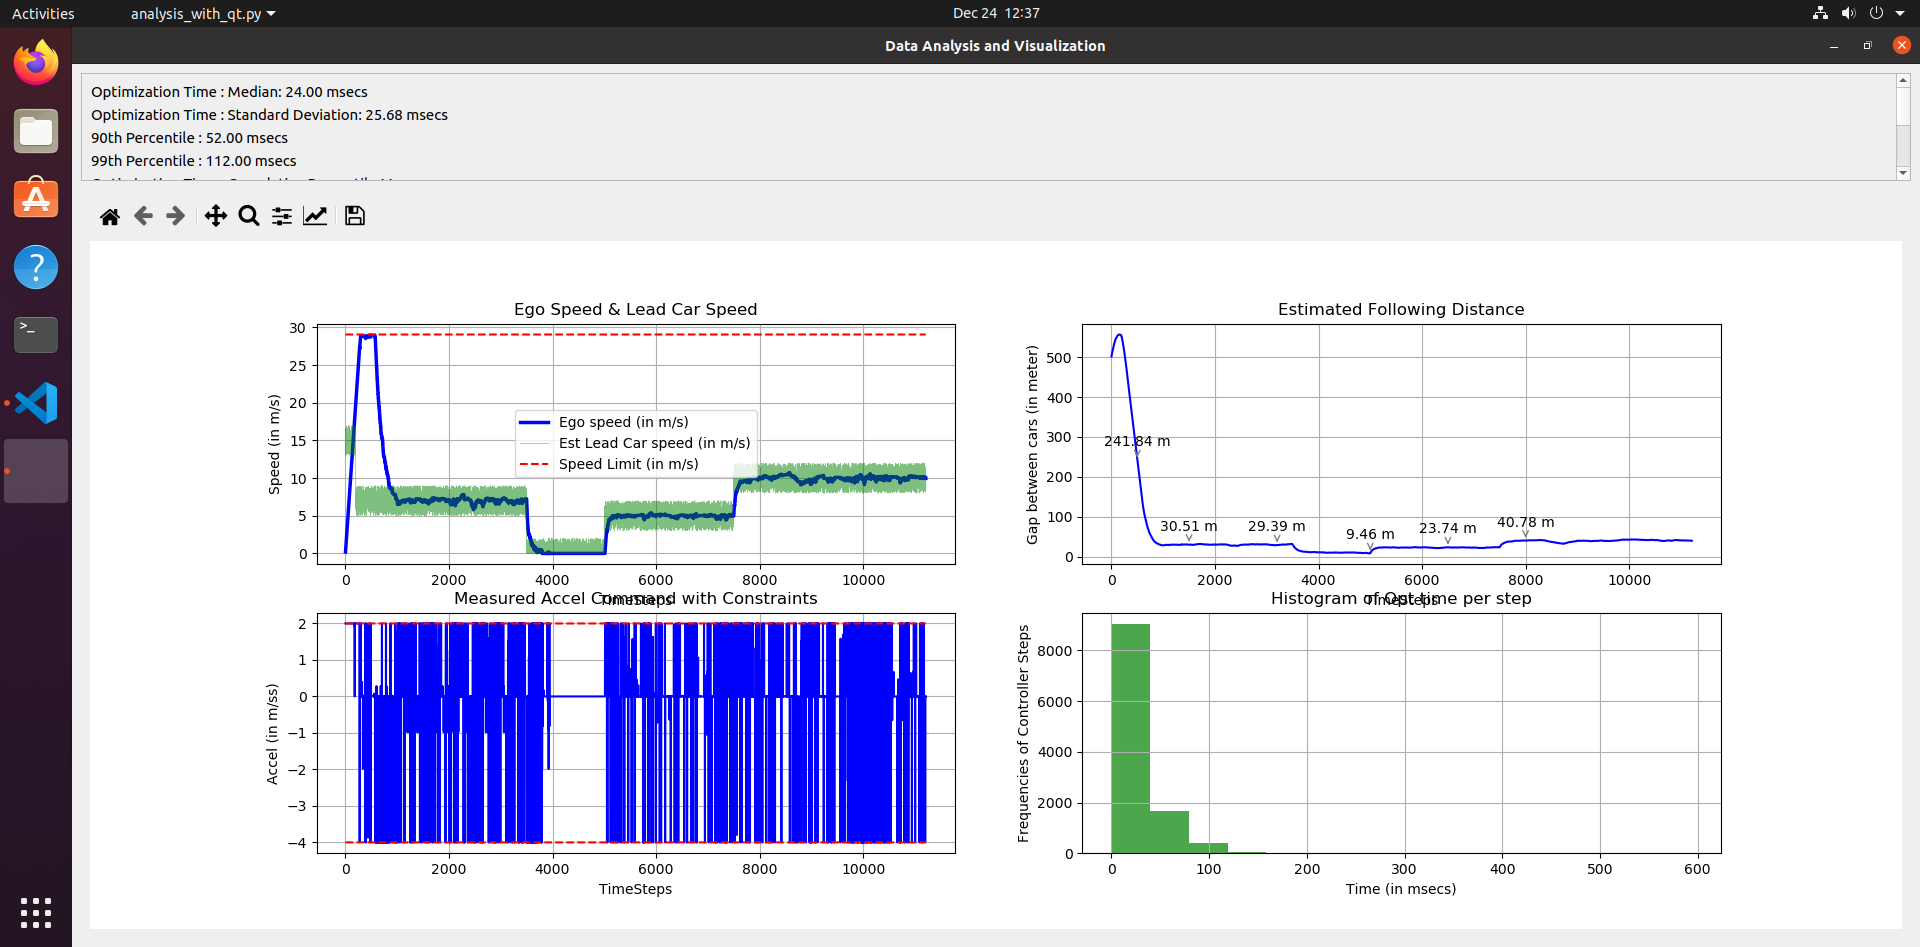 Activities
analysis_with_qt.py
Dec 24 12:37
Data Analysis and Visualization
Optimization Time : Median: 24.00 msecs
Optimization Time : Standard Deviation: 25.68 msecs
90th Percentile : 52.00 msecs
99th Percentile : 112.00 msecs
Ego Speed & Lead Car Speed
Speed (in m/s)
30
25
20
15
10
5
0
Ego speed (in m/s)
Est Lead Car speed (in m/s)
Speed Limit (in m/s)
0 2000 4000 6000 8000 10000
TimeSteps
Estimated Following Distance
Gap between cars (in meter)
500
400
300
200
100
0
241.84 m
30.51 m
29.39 m
9.46 m
23.74 m
40.78 m
0 2000 4000 6000 8000 10000
TimeSteps
Measured Accel Command with Constraints
Accel (in m/ss)
2
1
0
−1
−2
−3
−4
0 2000 4000 6000 8000 10000
TimeSteps
Histogram of Opt time per step
Frequencies of Controller Steps
8000
6000
4000
2000
0
0 100 200 300 400 500 600
Time (in msecs)